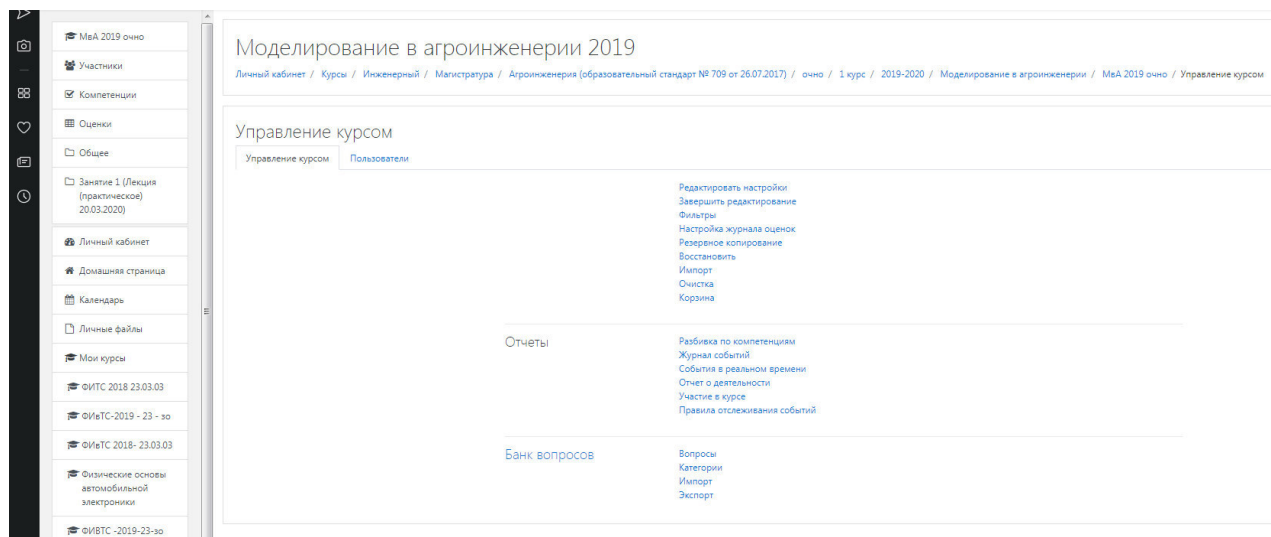 МвА 2019 очно
Участники
Компетенции
Оценки
Общее
Занятие 1 (Лекция
(практическое)
20.03.2020)
Личный кабинет
Домашняя страница
Календарь
Личные файлы
Мои курсы
ФИТС 2018 23.03.03
ФИвТС-2019 - 23 - зо
ФИвТС 2018- 23.03.03
Физические основы
автомобильной
электроники
ФИВТС -2019-23-зо
Моделирование в агроинженерии 2019
Личный кабинет / Курсы / Инженерный / Магистратура / Агроинженерия (образовательный стандарт № 709 от 26.07.2017) / очно / 1 курс / 2019-2020 / Моделирование в агроинженерии / МвА 2019 очно / Управление курсом
Управление курсом
Управление курсом Пользователи
Редактировать настройки
Завершить редактирование
Фильтры
Настройка журнала оценок
Резервное копирование
Восстановить
Импорт
Очистка
Корзина
Отчеты
Разбивка по компетенциям
Журнал событий
События в реальном времени
Отчет о деятельности
Участие в курсе
Правила отслеживания событий
Банк вопросов
Вопросы
Категории
Импорт
Экспорт